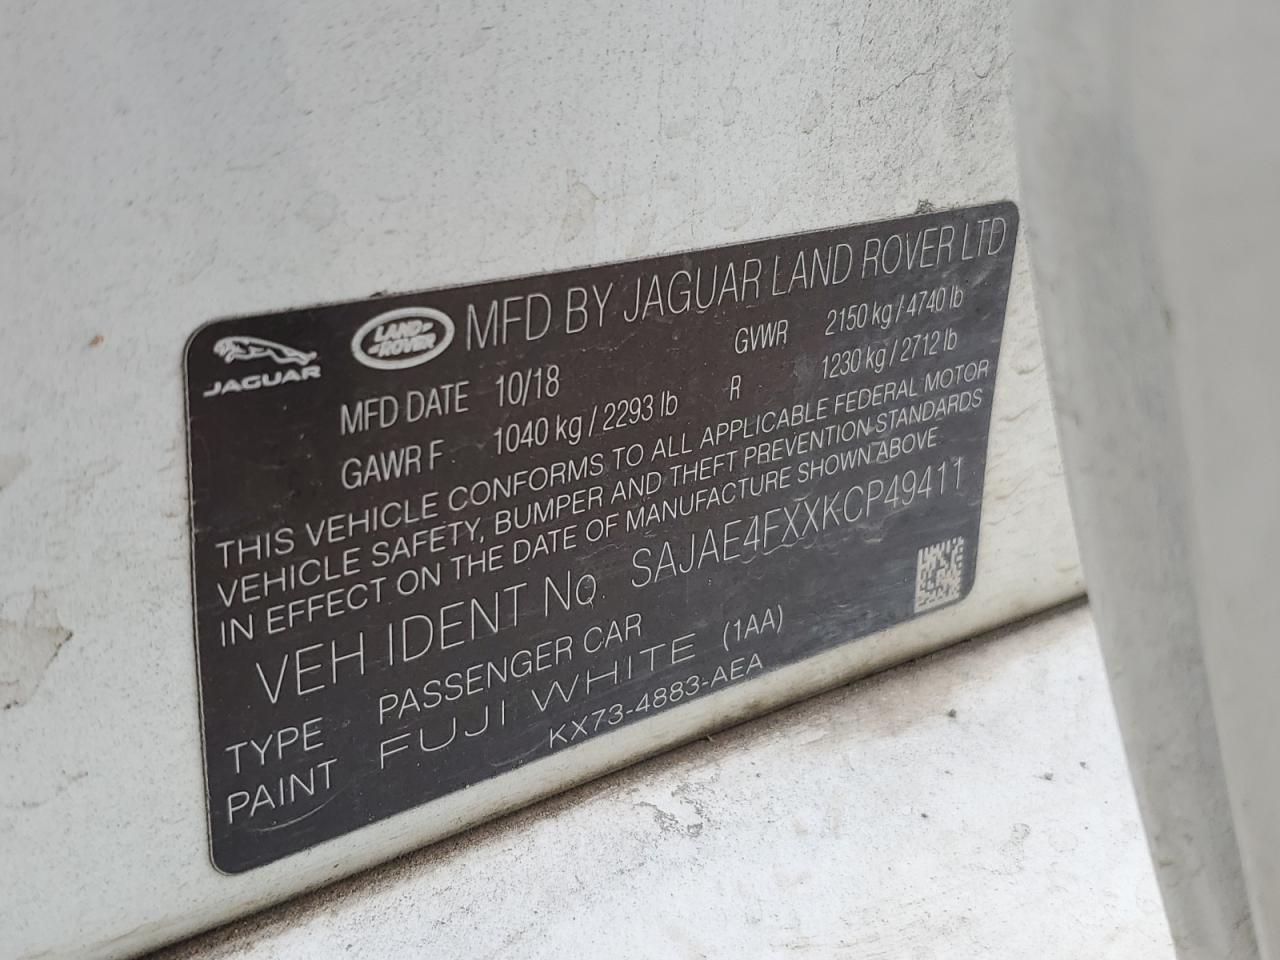 JAGUAR
LAND-
-ROVER
MFD BY JAGUAR LAND ROVER LTD
MFD DATE 10/18 GVWR 2150 kg / 4740 lb
GAWR F 1040 kg / 2293 lb R 1230 kg / 2712 lb
THIS VEHICLE CONFORMS TO ALL APPLICABLE FEDERAL MOTOR
VEHICLE SAFETY, BUMPER AND THEFT PREVENTION STANDARDS
IN EFFECT ON THE DATE OF MANUFACTURE SHOWN ABOVE
VEH IDENT No. SAJAE4FXXKCP49411
TYPE PASSENGER CAR
PAINT FUJI WHITE (1AA)
KX73-4883-AEA